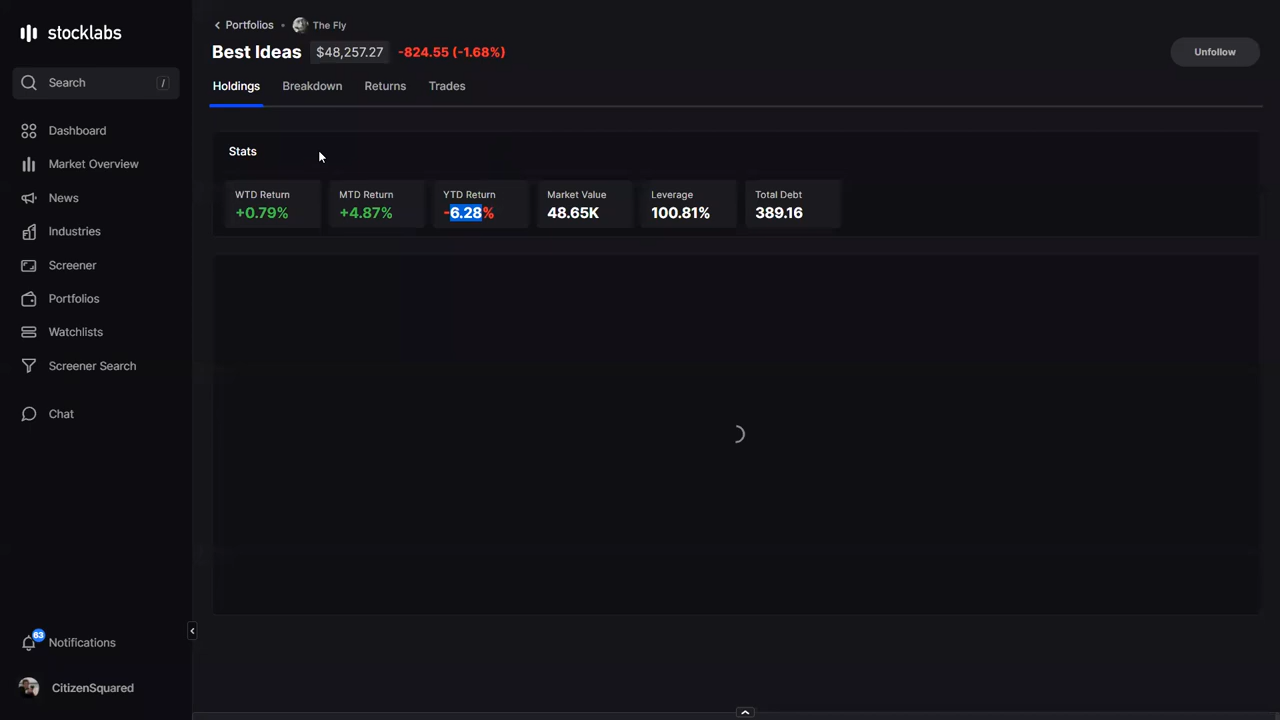 stocklabs
Search /
Dashboard
Market Overview
News
Industries
Screener
Portfolios
Watchlists
Screener Search
Chat
63
Notifications
CitizenSquared
Portfolios • The Fly
Best Ideas $48,257.27 -824.55 (-1.68%)
Unfollow
Holdings Breakdown Returns Trades
Stats
WTD Return MTD Return YTD Return Market Value Leverage Total Debt
+0.79% +4.87% -6.28% 48.65K 100.81% 389.16